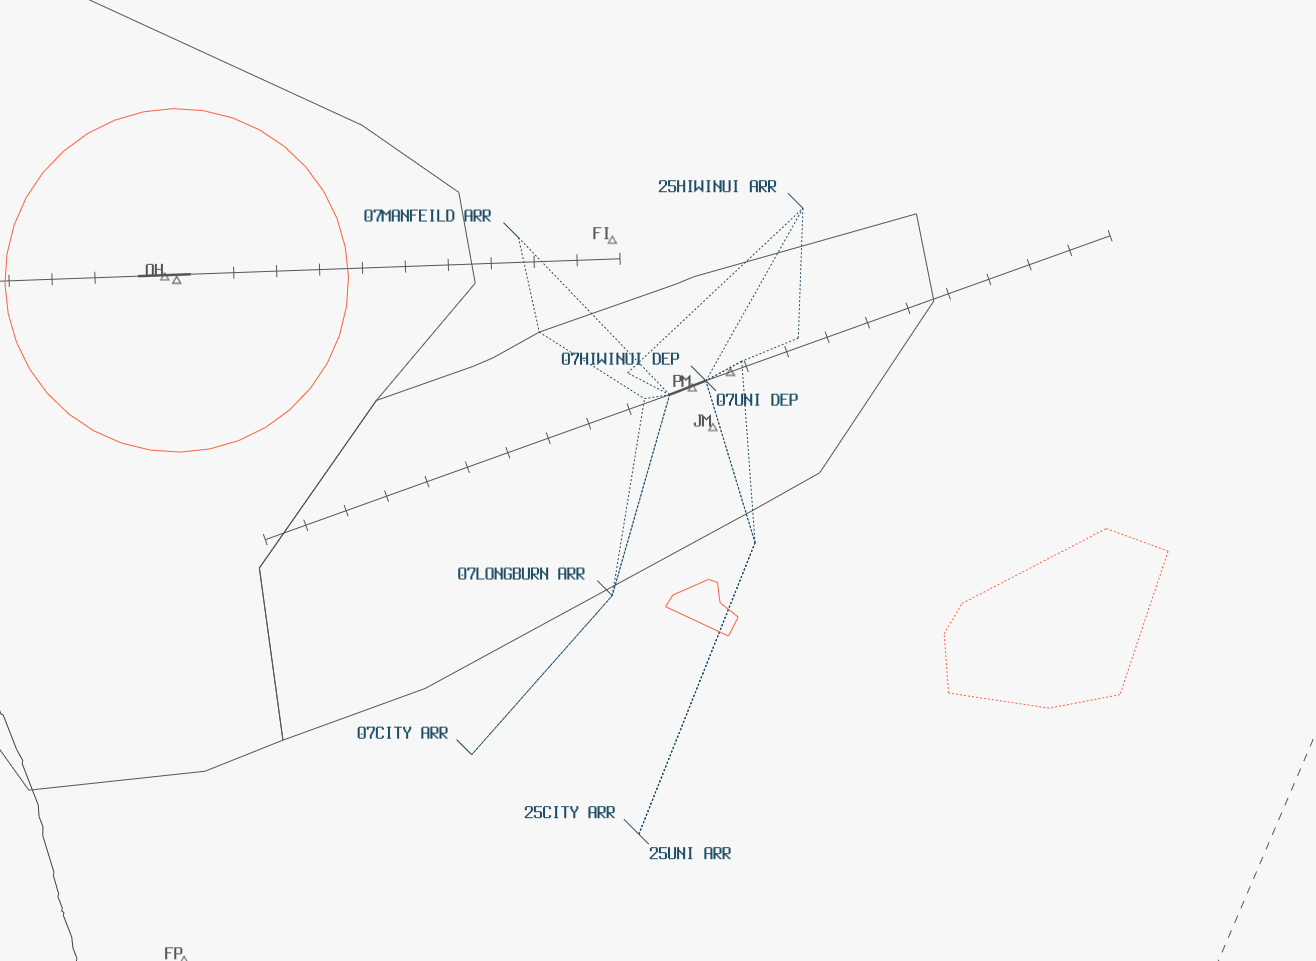 25HIWINUI ARR
07MANFEILD ARR
FI
OH
07HIWINUI DEP
PM
07UNI DEP
JM
07LONGBURN ARR
07CITY ARR
25CITY ARR
25UNI ARR
FP